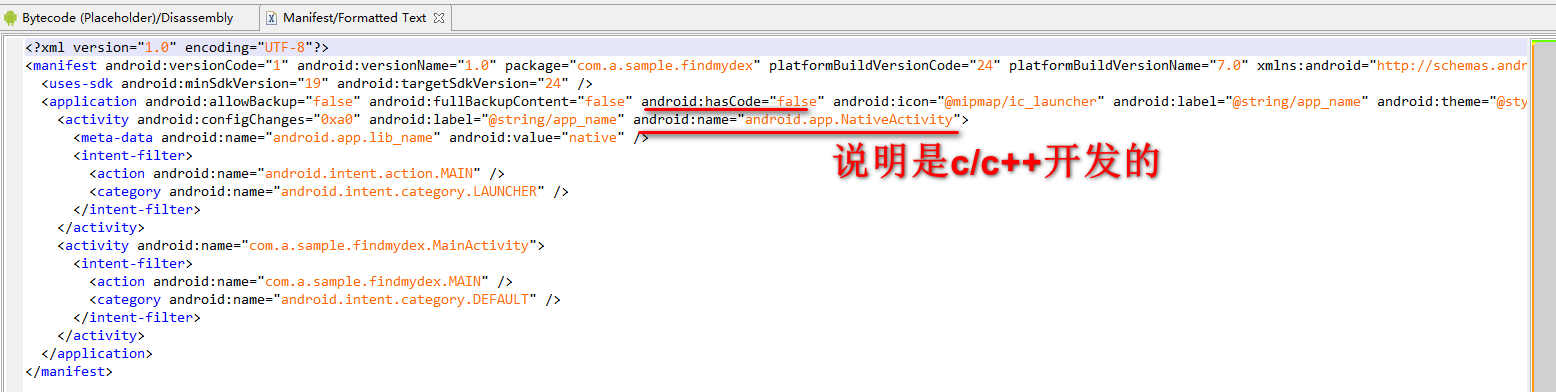 Bytecode (Placeholder)/Disassembly
Manifest/Formatted Text
<?xml version="1.0" encoding="UTF-8"?>
<manifest android:versionCode="1" android:versionName="1.0" package="com.a.sample.findmydex" platformBuildVersionCode="24" platformBuildVersionName="7.0" xmlns:android="http://schemas.andr
<uses-sdk android:minSdkVersion="19" android:targetSdkVersion="24" />
<application android:allowBackup="false" android:fullBackupContent="false" android:hasCode="false" android:icon="@mipmap/ic_launcher" android:label="@string/app_name" android:theme="@sty
<activity android:configChanges="0xa0" android:label="@string/app_name" android:name="android.app.NativeActivity">
<meta-data android:name="android.app.lib_name" android:value="native" />
说明是c/c++开发的
<intent-filter>
<action android:name="android.intent.action.MAIN" />
<category android:name="android.intent.category.LAUNCHER" />
</intent-filter>
</activity>
<activity android:name="com.a.sample.findmydex.MainActivity">
<intent-filter>
<action android:name="com.a.sample.findmydex.MAIN" />
<category android:name="android.intent.category.DEFAULT" />
</intent-filter>
</activity>
</application>
</manifest>